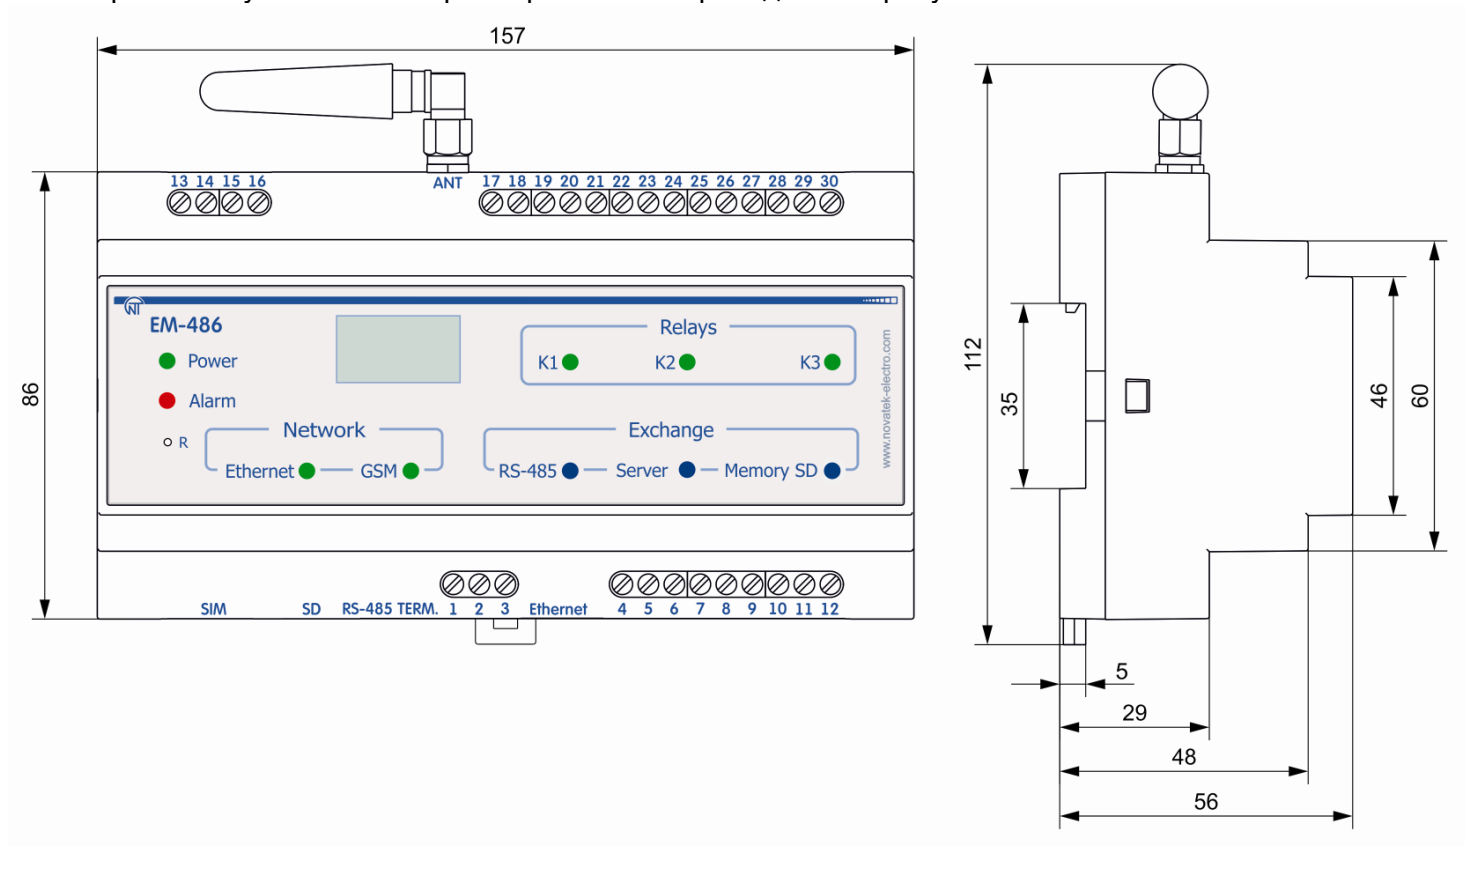 157
13 14 15 16
ANT
17 18 19 20 21 22 23 24 25 26 27 28 29 30
NT
EM-486
Power
Alarm
R
Relays
K1 K2 K3
Network
Ethernet GSM
Exchange
RS-485 Server Memory SD
www.novatek-electro.com
86
SIM SD RS-485 TERM. 1 2 3 Ethernet 4 5 6 7 8 9 10 11 12
112
35
46
60
5
29
48
56